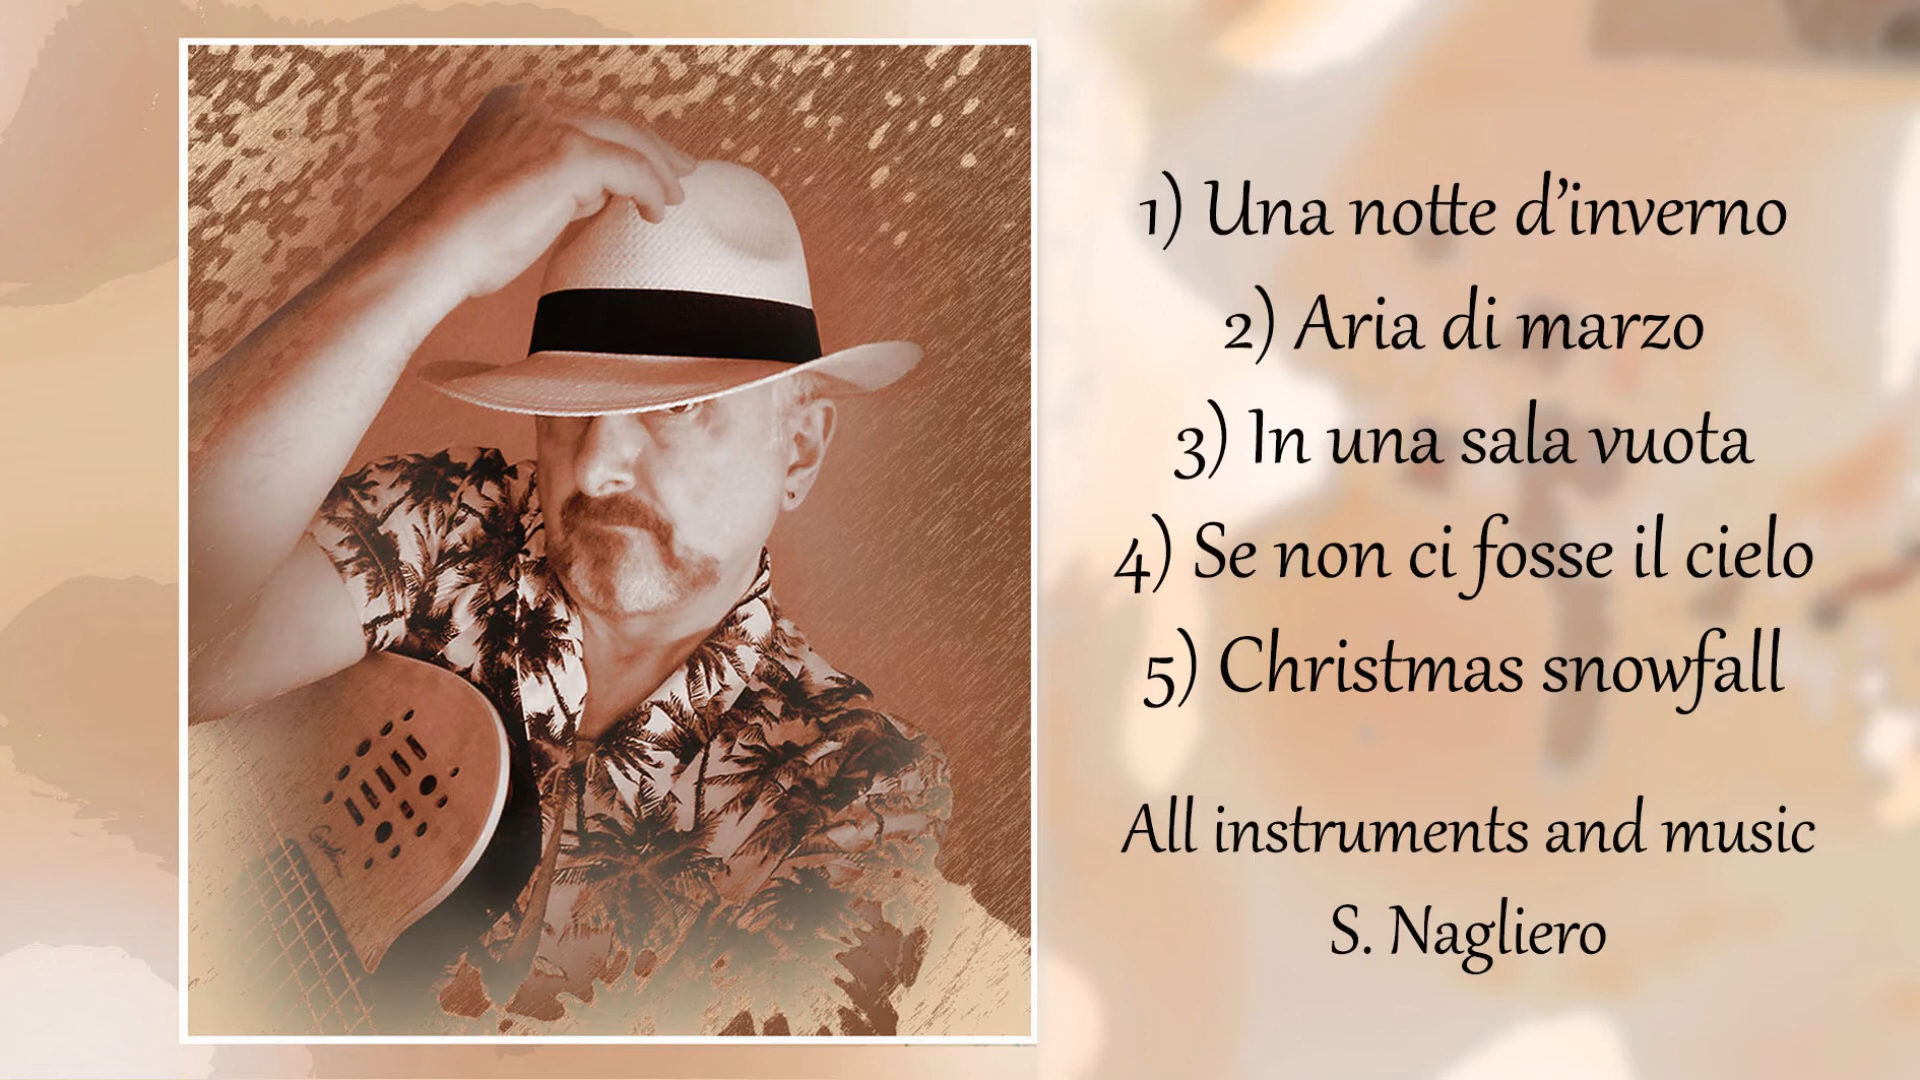 1) Una notte d’inverno
2) Aria di marzo
3) In una sala vuota
4) Se non ci fosse il cielo
5) Christmas snowfall
All instruments and music
S. Nagliero